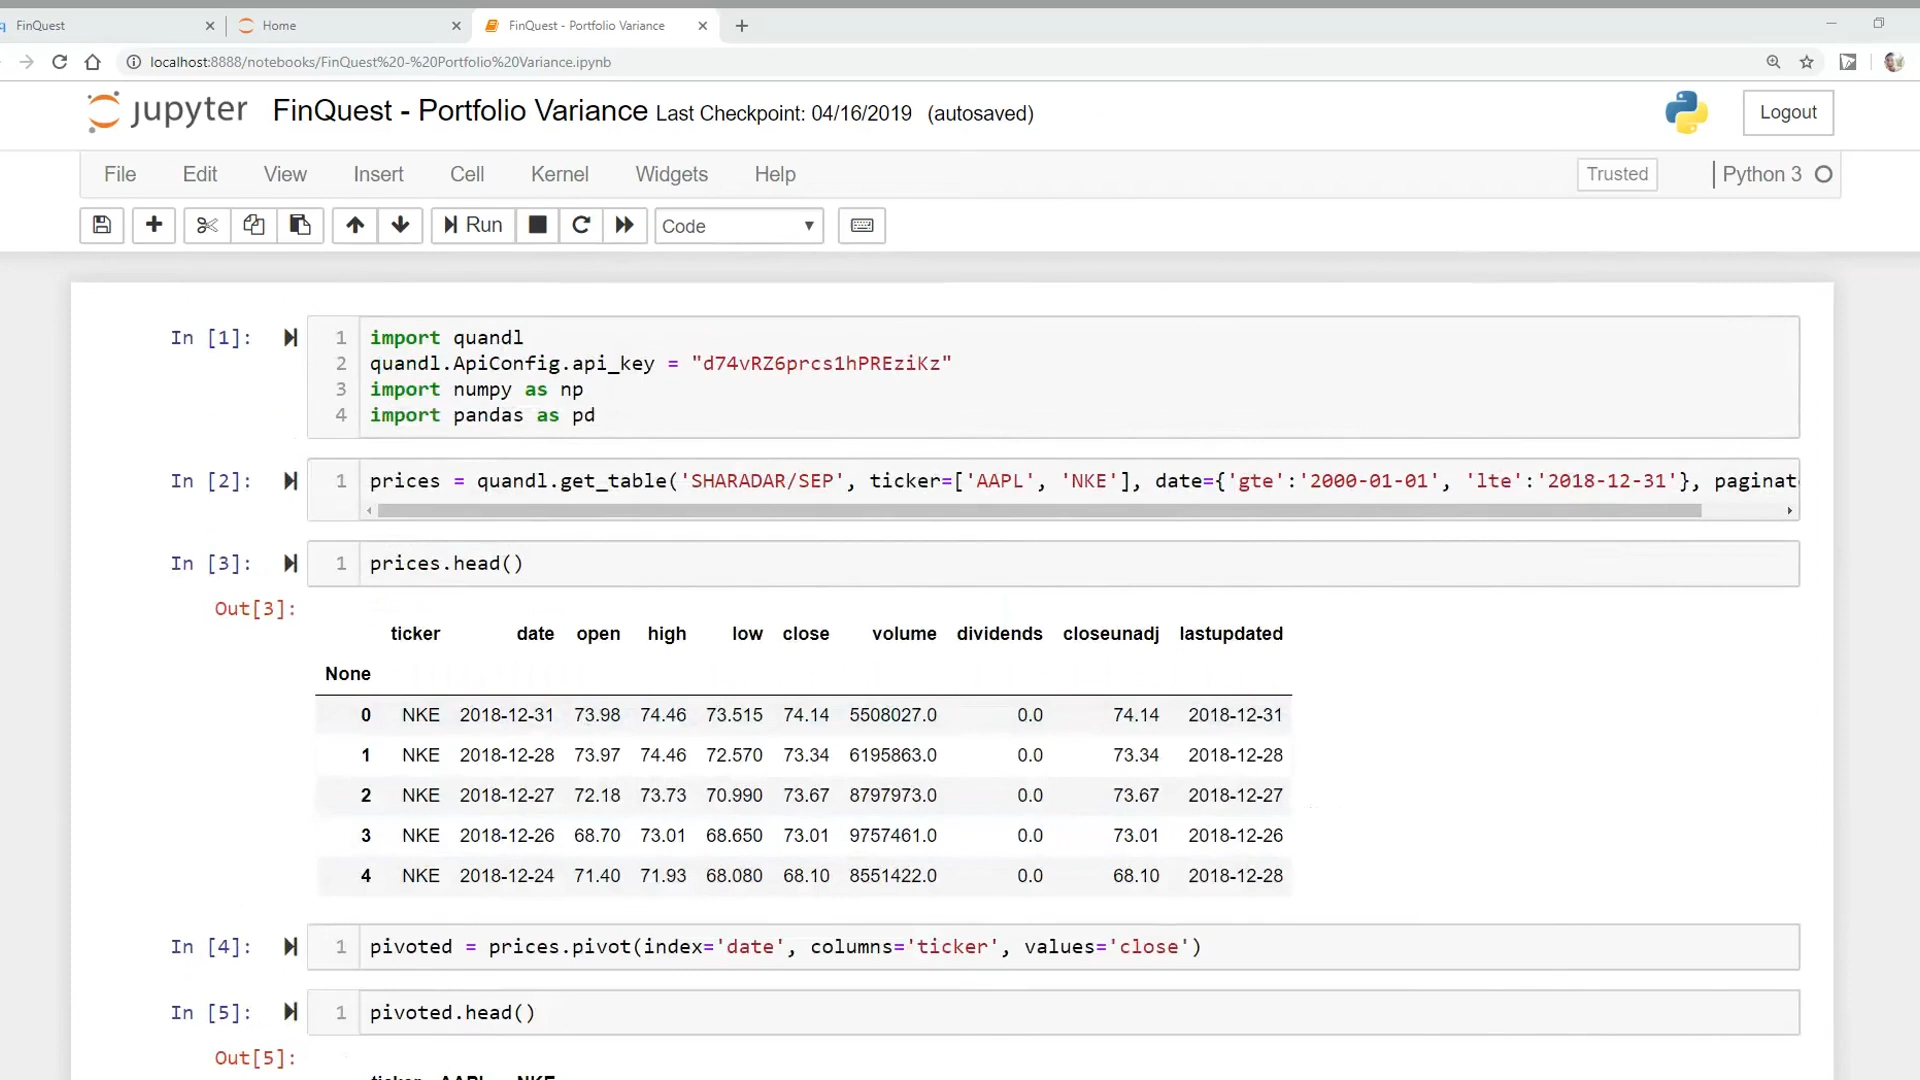 FinQuest
Home
FinQuest - Portfolio Variance
localhost:8888/notebooks/FinQuest%20-%20Portfolio%20Variance.ipynb
jupyter FinQuest - Portfolio Variance Last Checkpoint: 04/16/2019 (autosaved)
Logout
File Edit View Insert Cell Kernel Widgets Help
Trusted
Python 3
Run
Code
In [1]:
1 import quandl
2 quandl.ApiConfig.api_key = "d74vRZ6prcs1hPREziKz"
3 import numpy as np
4 import pandas as pd
In [2]:
1 prices = quandl.get_table('SHARADAR/SEP', ticker=['AAPL', 'NKE'], date={'gte':'2000-01-01', 'lte':'2018-12-31'}, paginat
In [3]:
1 prices.head()
Out[3]:
ticker date open high low close volume dividends closeunadj lastupdated
None
0 NKE 2018-12-31 73.98 74.46 73.515 74.14 5508027.0 0.0 74.14 2018-12-31
1 NKE 2018-12-28 73.97 74.46 72.570 73.34 6195863.0 0.0 73.34 2018-12-28
2 NKE 2018-12-27 72.18 73.73 70.990 73.67 8797973.0 0.0 73.67 2018-12-27
3 NKE 2018-12-26 68.70 73.01 68.650 73.01 9757461.0 0.0 73.01 2018-12-26
4 NKE 2018-12-24 71.40 71.93 68.080 68.10 8551422.0 0.0 68.10 2018-12-28
In [4]:
1 pivoted = prices.pivot(index='date', columns='ticker', values='close')
In [5]:
1 pivoted.head()
Out[5]:
ticker AAPL NKE